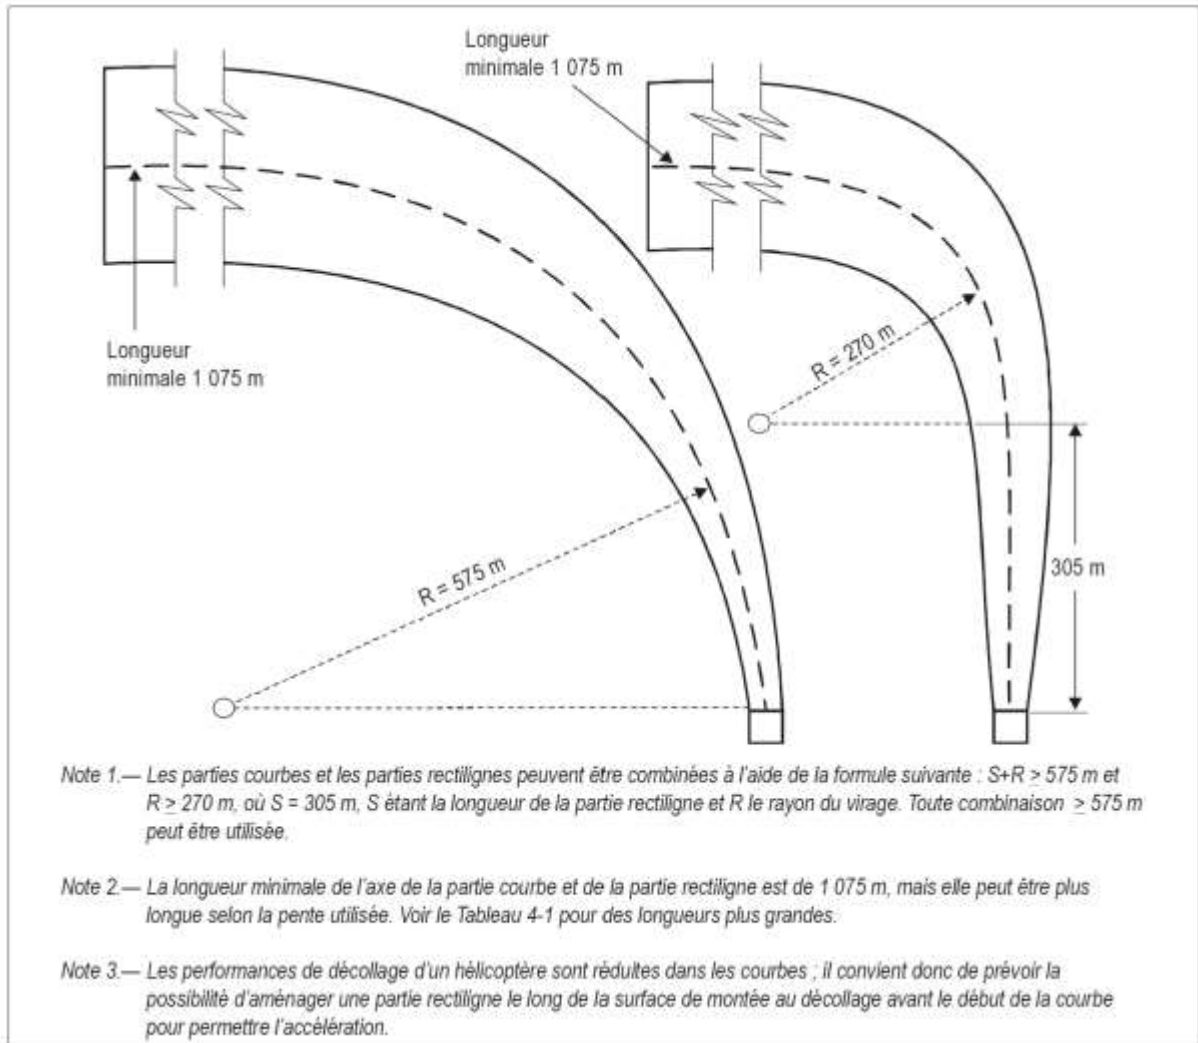 Longueur
minimale 1 075 m
Longueur
minimale 1 075 m
R = 270 m
R = 575 m
305 m
Note 1.— Les parties courbes et les parties rectilignes peuvent être combinées à l'aide de la formule suivante : S+R ≥ 575 m et
R ≥ 270 m, où S = 305 m, S étant la longueur de la partie rectiligne et R le rayon du virage. Toute combinaison ≥ 575 m
peut être utilisée.
Note 2.— La longueur minimale de l'axe de la partie courbe et de la partie rectiligne est de 1 075 m, mais elle peut être plus
longue selon la pente utilisée. Voir le Tableau 4-1 pour des longueurs plus grandes.
Note 3.— Les performances de décollage d'un hélicoptère sont réduites dans les courbes ; il convient donc de prévoir la
possibilité d'aménager une partie rectiligne le long de la surface de montée au décollage avant le début de la courbe
pour permettre l'accélération.